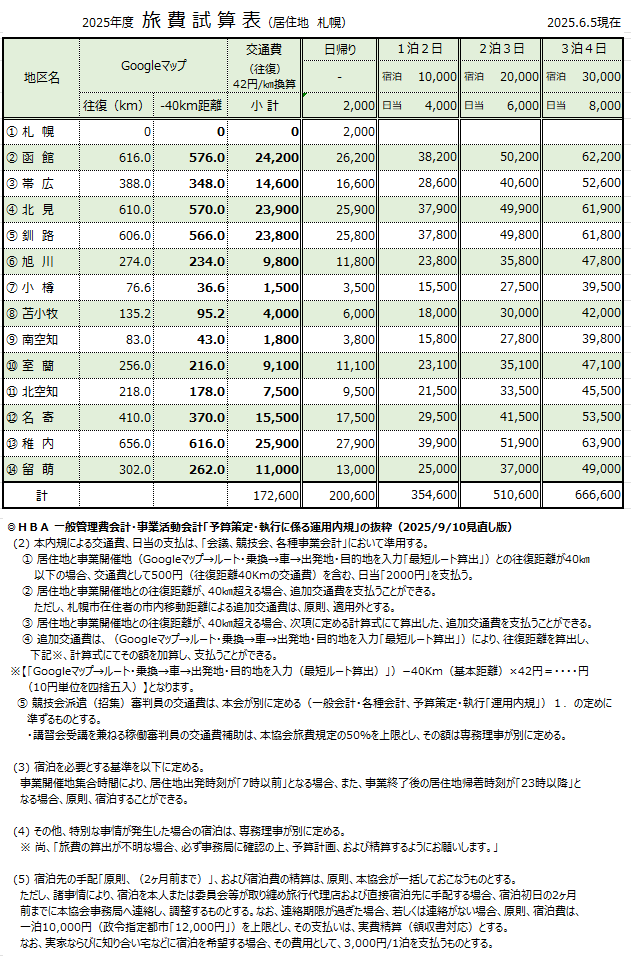 2025年度 旅費試算表（居住地 札幌） 2025.6.5現在
地区名 Googleマップ 交通費 日帰り 1泊2日 2泊3日 3泊4日
（往復） - 宿泊 10,000 宿泊 20,000 宿泊 30,000
42円/㎞換算
往復（km） -40km距離 小 計 2,000 日当 4,000 日当 6,000 日当 8,000
① 札 幌 0 0 0 2,000
② 函 館 616.0 576.0 24,200 26,200 38,200 50,200 62,200
③ 帯 広 388.0 348.0 14,600 16,600 28,600 40,600 52,600
④ 北 見 610.0 570.0 23,900 25,900 37,900 49,900 61,900
⑤ 釧 路 606.0 566.0 23,800 25,800 37,800 49,800 61,800
⑥ 旭 川 274.0 234.0 9,800 11,800 23,800 35,800 47,800
⑦ 小 樽 76.6 36.6 1,500 3,500 15,500 27,500 39,500
⑧ 苫小牧 135.2 95.2 4,000 6,000 18,000 30,000 42,000
⑨ 南空知 83.0 43.0 1,800 3,800 15,800 27,800 39,800
⑩ 室 蘭 256.0 216.0 9,100 11,100 23,100 35,100 47,100
⑪ 北空知 218.0 178.0 7,500 9,500 21,500 33,500 45,500
⑫ 名 寄 410.0 370.0 15,500 17,500 29,500 41,500 53,500
⑬ 稚 内 656.0 616.0 25,900 27,900 39,900 51,900 63,900
⑭ 留 萌 302.0 262.0 11,000 13,000 25,000 37,000 49,000
計 172,600 200,600 354,600 510,600 666,600
◎ＨＢＡ 一般管理費会計・事業活動会計「予算策定・執行に係る運用内規」の抜粋（2025/9/10見直し版）
(2) 本内規による交通費、日当の支払は、「会議、競技会、各種事業会計」において準用する。
① 居住地と事業開催地（Googleマップ→ルート・乗換→車→出発地・目的地を入力「最短ルート算出」）との往復距離が40㎞
以下の場合、交通費として500円（往復距離40Kmの交通費）を含む、日当「2000円」を支払う。
② 居住地と事業開催地との往復距離が、40㎞超える場合、追加交通費を支払うことができる。
ただし、札幌市在住者の市内移動距離による追加交通費は、原則、適用外とする。
③ 居住地と事業開催地との往復距離が、40㎞超える場合、次項に定める計算式にて算出した、追加交通費を支払うことができる。
④ 追加交通費は、（Googleマップ→ルート・乗換→車→出発地・目的地を入力「最短ルート算出」）により、往復距離を算出し、
下記※、計算式にてその額を加算し、支払うことができる。
※【「Googleマップ→ルート・乗換→車→出発地・目的地を入力（最短ルート算出）」）－40Km（基本距離）×42円＝・・・・円
（10円単位を四捨五入）】となります。
⑤ 競技会派遣（招集）審判員の交通費は、本会が別に定める（一般会計・各種会計、予算策定・執行「運用内規」）１．の定めに
準ずるものとする。
・講習会受講を兼ねる稼働審判員の交通費補助は、本協会旅費規定の50％を上限とし、その額は専務理事が別に定める。
(3) 宿泊を必要とする基準を以下に定める。
事業開催地集合時間により、居住地出発時刻が「7時以前」となる場合、また、事業終了後の居住地帰着時刻が「23時以降」と
なる場合、原則、宿泊することができる。
(4) その他、特別な事情が発生した場合の宿泊は、専務理事が別に定める。
※ 尚、「旅費の算出が不明な場合、必ず事務局に確認の上、予算計画、および精算するようにお願いします。」
(5) 宿泊先の手配「原則、（2ヶ月前まで）」、および宿泊費の精算は、原則、本協会が一括しておこなうものとする。
ただし、諸事情により、宿泊を本人または委員会等が取り纏め旅行代理店および直接宿泊先に手配する場合、宿泊初日の2ヶ月
前までに本協会事務局へ連絡し、調整するものとする。なお、連絡期限が過ぎた場合、若しくは連絡がない場合、原則、宿泊費は、
一泊10,000円（政令指定都市「12,000円」）を上限とし、その支払いは、実費精算（領収書対応）とする。
なお、実家ならびに知り合い宅などに宿泊を希望する場合、その費用として、3,000円/1泊を支払うものとする。